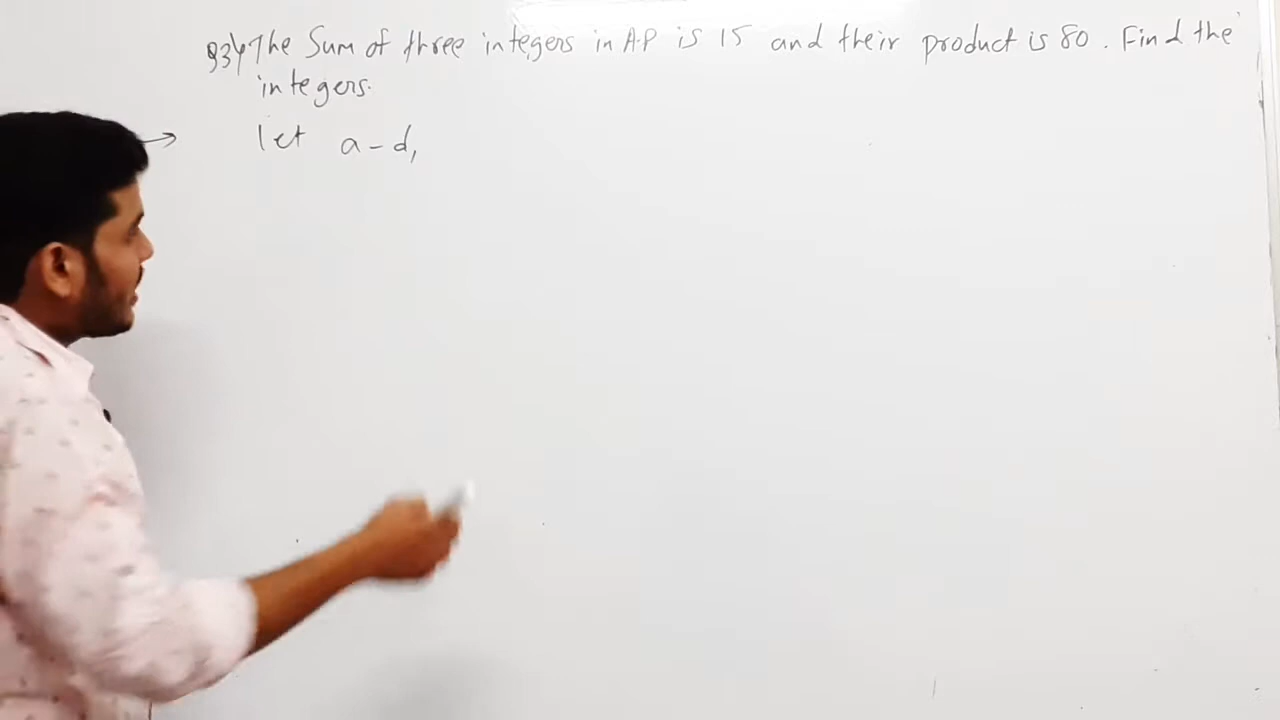 Q34 The Sum of three integers in A.P is 15 and their product is 80. Find the
integers.
→ let a-d,